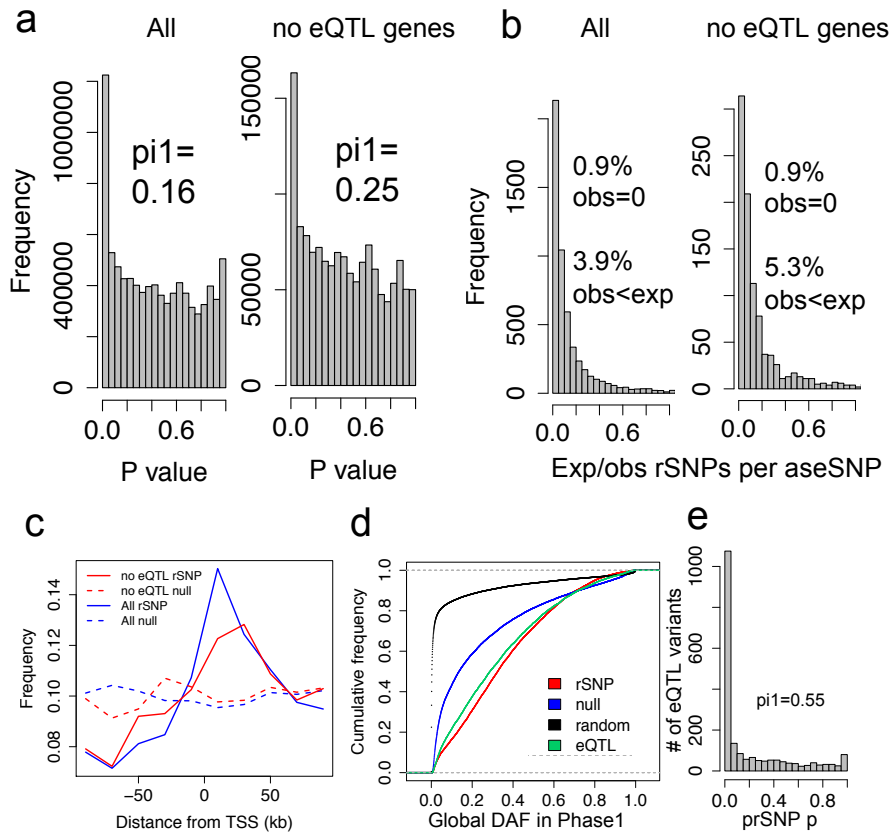 a
All
no eQTL genes
Frequency
0
400000
1000000
pi1=
0.16
0.0
0.6
P value
0
50000
150000
pi1=
0.25
0.0
0.6
P value
b
All
no eQTL genes
Frequency
0
500
1500
0.9%
obs=0
3.9%
obs<exp
0.0
0.6
0
50
150
250
0.9%
obs=0
5.3%
obs<exp
0.0
0.6
Exp/obs rSNPs per aseSNP
c
Frequency
0.08
0.10
0.12
0.14
no eQTL rSNP
no eQTL null
All rSNP
All null
−50
0
50
Distance from TSS (kb)
d
Cumulative frequency
0.0
0.2
0.4
0.6
0.8
1.0
rSNP
null
random
eQTL
0.0
0.2
0.4
0.6
0.8
1.0
Global DAF in Phase1
e
# of eQTL variants
0
200
600
1000
pi1=0.55
0.0
0.4
0.8
prSNP p